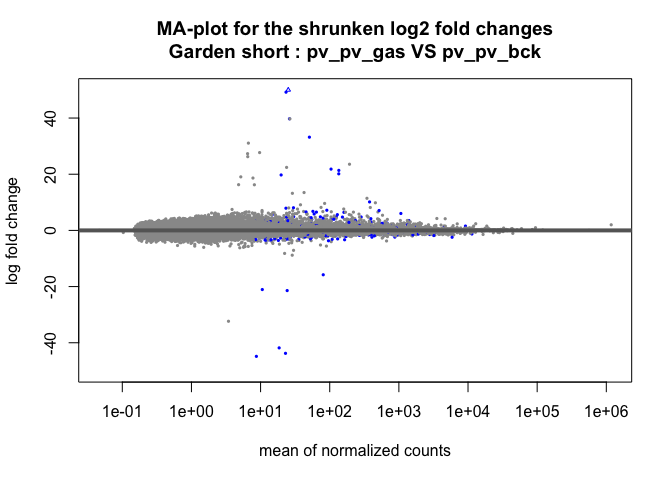 MA-plot for the shrunken log2 fold changes
Garden short : pv_pv_gas VS pv_pv_bck
log fold change
40
20
0
-20
-40
1e-01 1e+00 1e+01 1e+02 1e+03 1e+04 1e+05 1e+06
mean of normalized counts